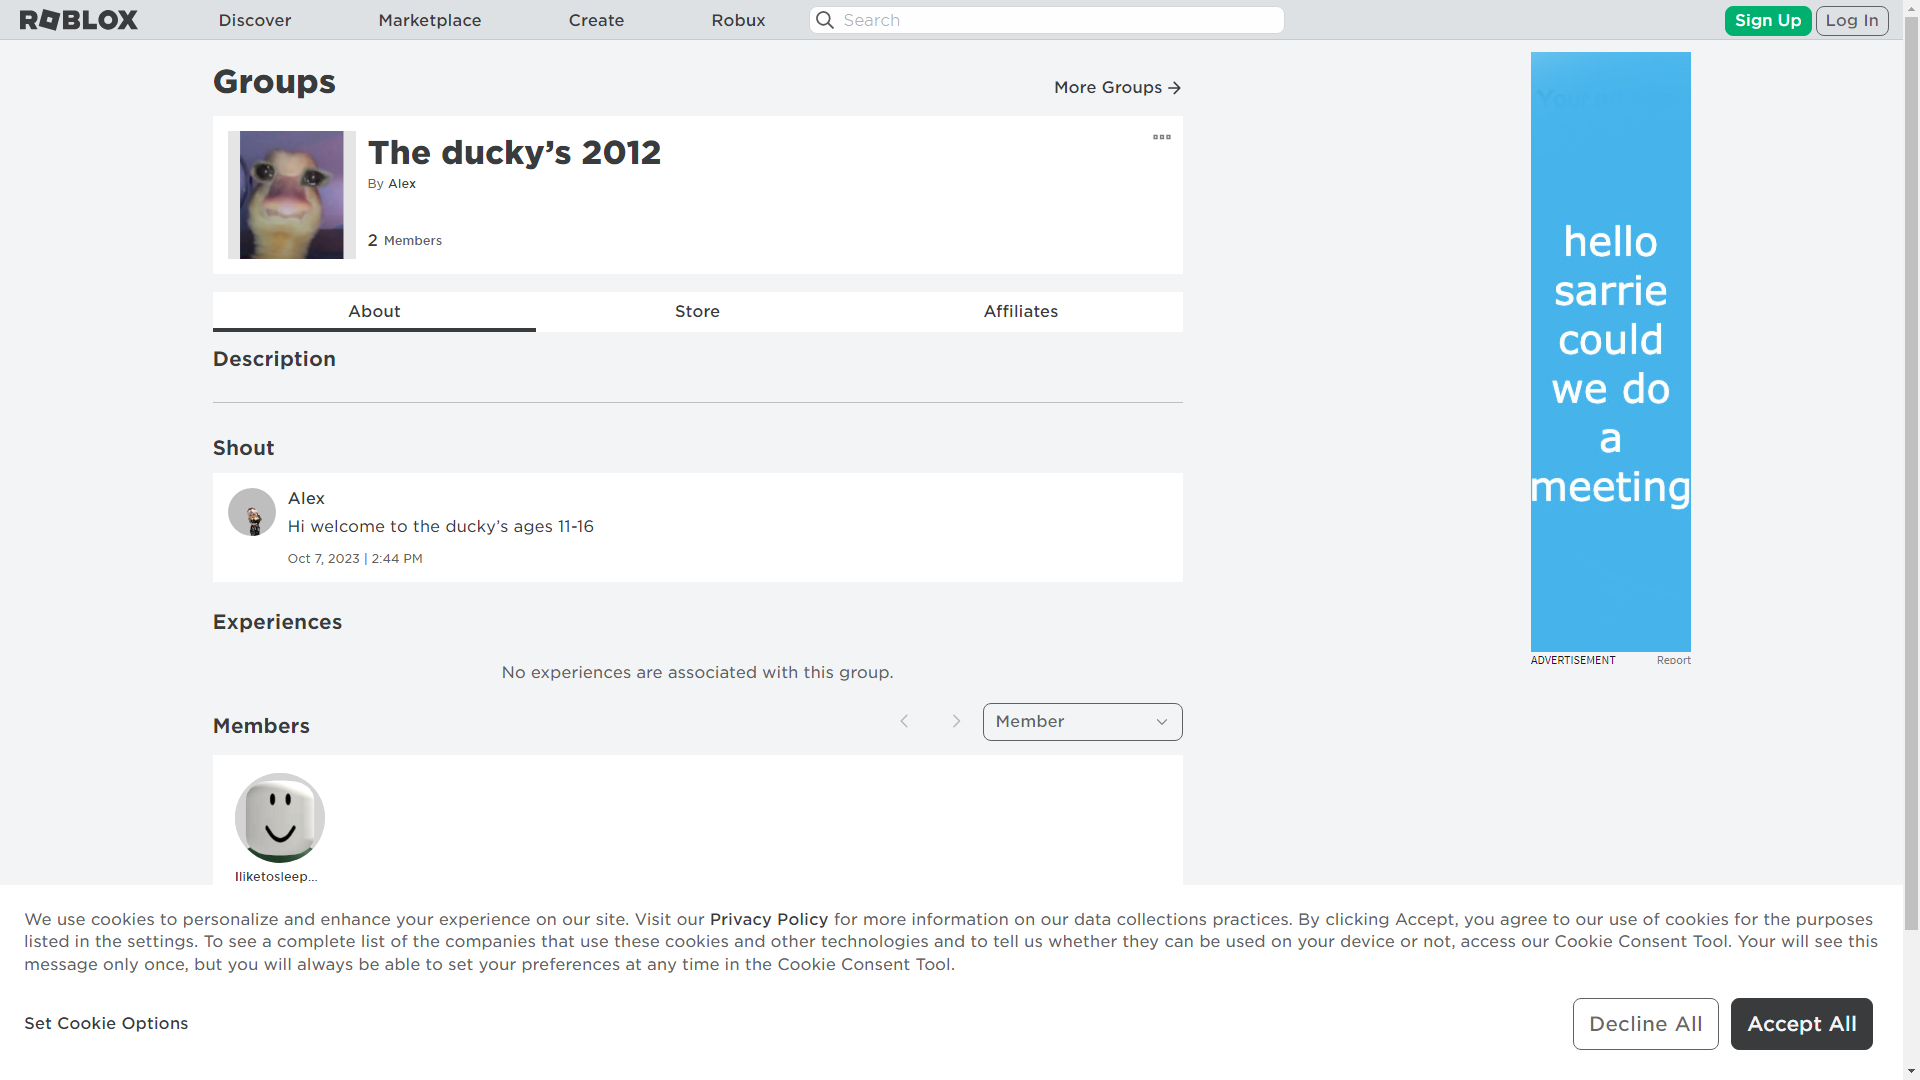 ROBLOX
Discover
Marketplace
Create
Robux
Search
Sign Up
Log In
Groups
More Groups
The ducky’s 2012
By Alex
2 Members
About
Store
Affiliates
Description
Shout
Alex
Hi welcome to the ducky’s ages 11-16
Oct 7, 2023 | 2:44 PM
Experiences
No experiences are associated with this group.
Members
Member
Iliketosleep...
hello
sarrie
could
we do
a
meeting
ADVERTISEMENT
Report
We use cookies to personalize and enhance your experience on our site. Visit our Privacy Policy for more information on our data collections practices. By clicking Accept, you agree to our use of cookies for the purposes
listed in the settings. To see a complete list of the companies that use these cookies and other technologies and to tell us whether they can be used on your device or not, access our Cookie Consent Tool. Your will see this
message only once, but you will always be able to set your preferences at any time in the Cookie Consent Tool.
Set Cookie Options
Decline All
Accept All